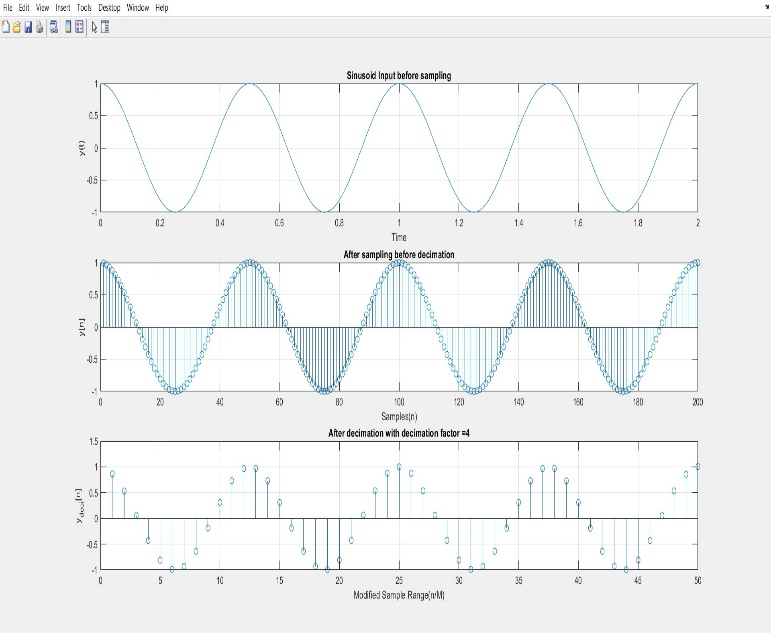 File Edit View Insert Tools Desktop Window Help
Sinusoid Input before sampling
1
0.5
0
-0.5
-1
y(t)
0 0.2 0.4 0.6 0.8 1 1.2 1.4 1.6 1.8 2
Time
After sampling before decimation
1
0.5
0
-0.5
-1
y[n]
0 20 40 60 80 100 120 140 160 180 200
Samples(n)
After decimation with decimation factor =4
1.5
1
0.5
0
-0.5
-1
y_deci[n]
0 5 10 15 20 25 30 35 40 45 50
Modified Sample Range(n/M)